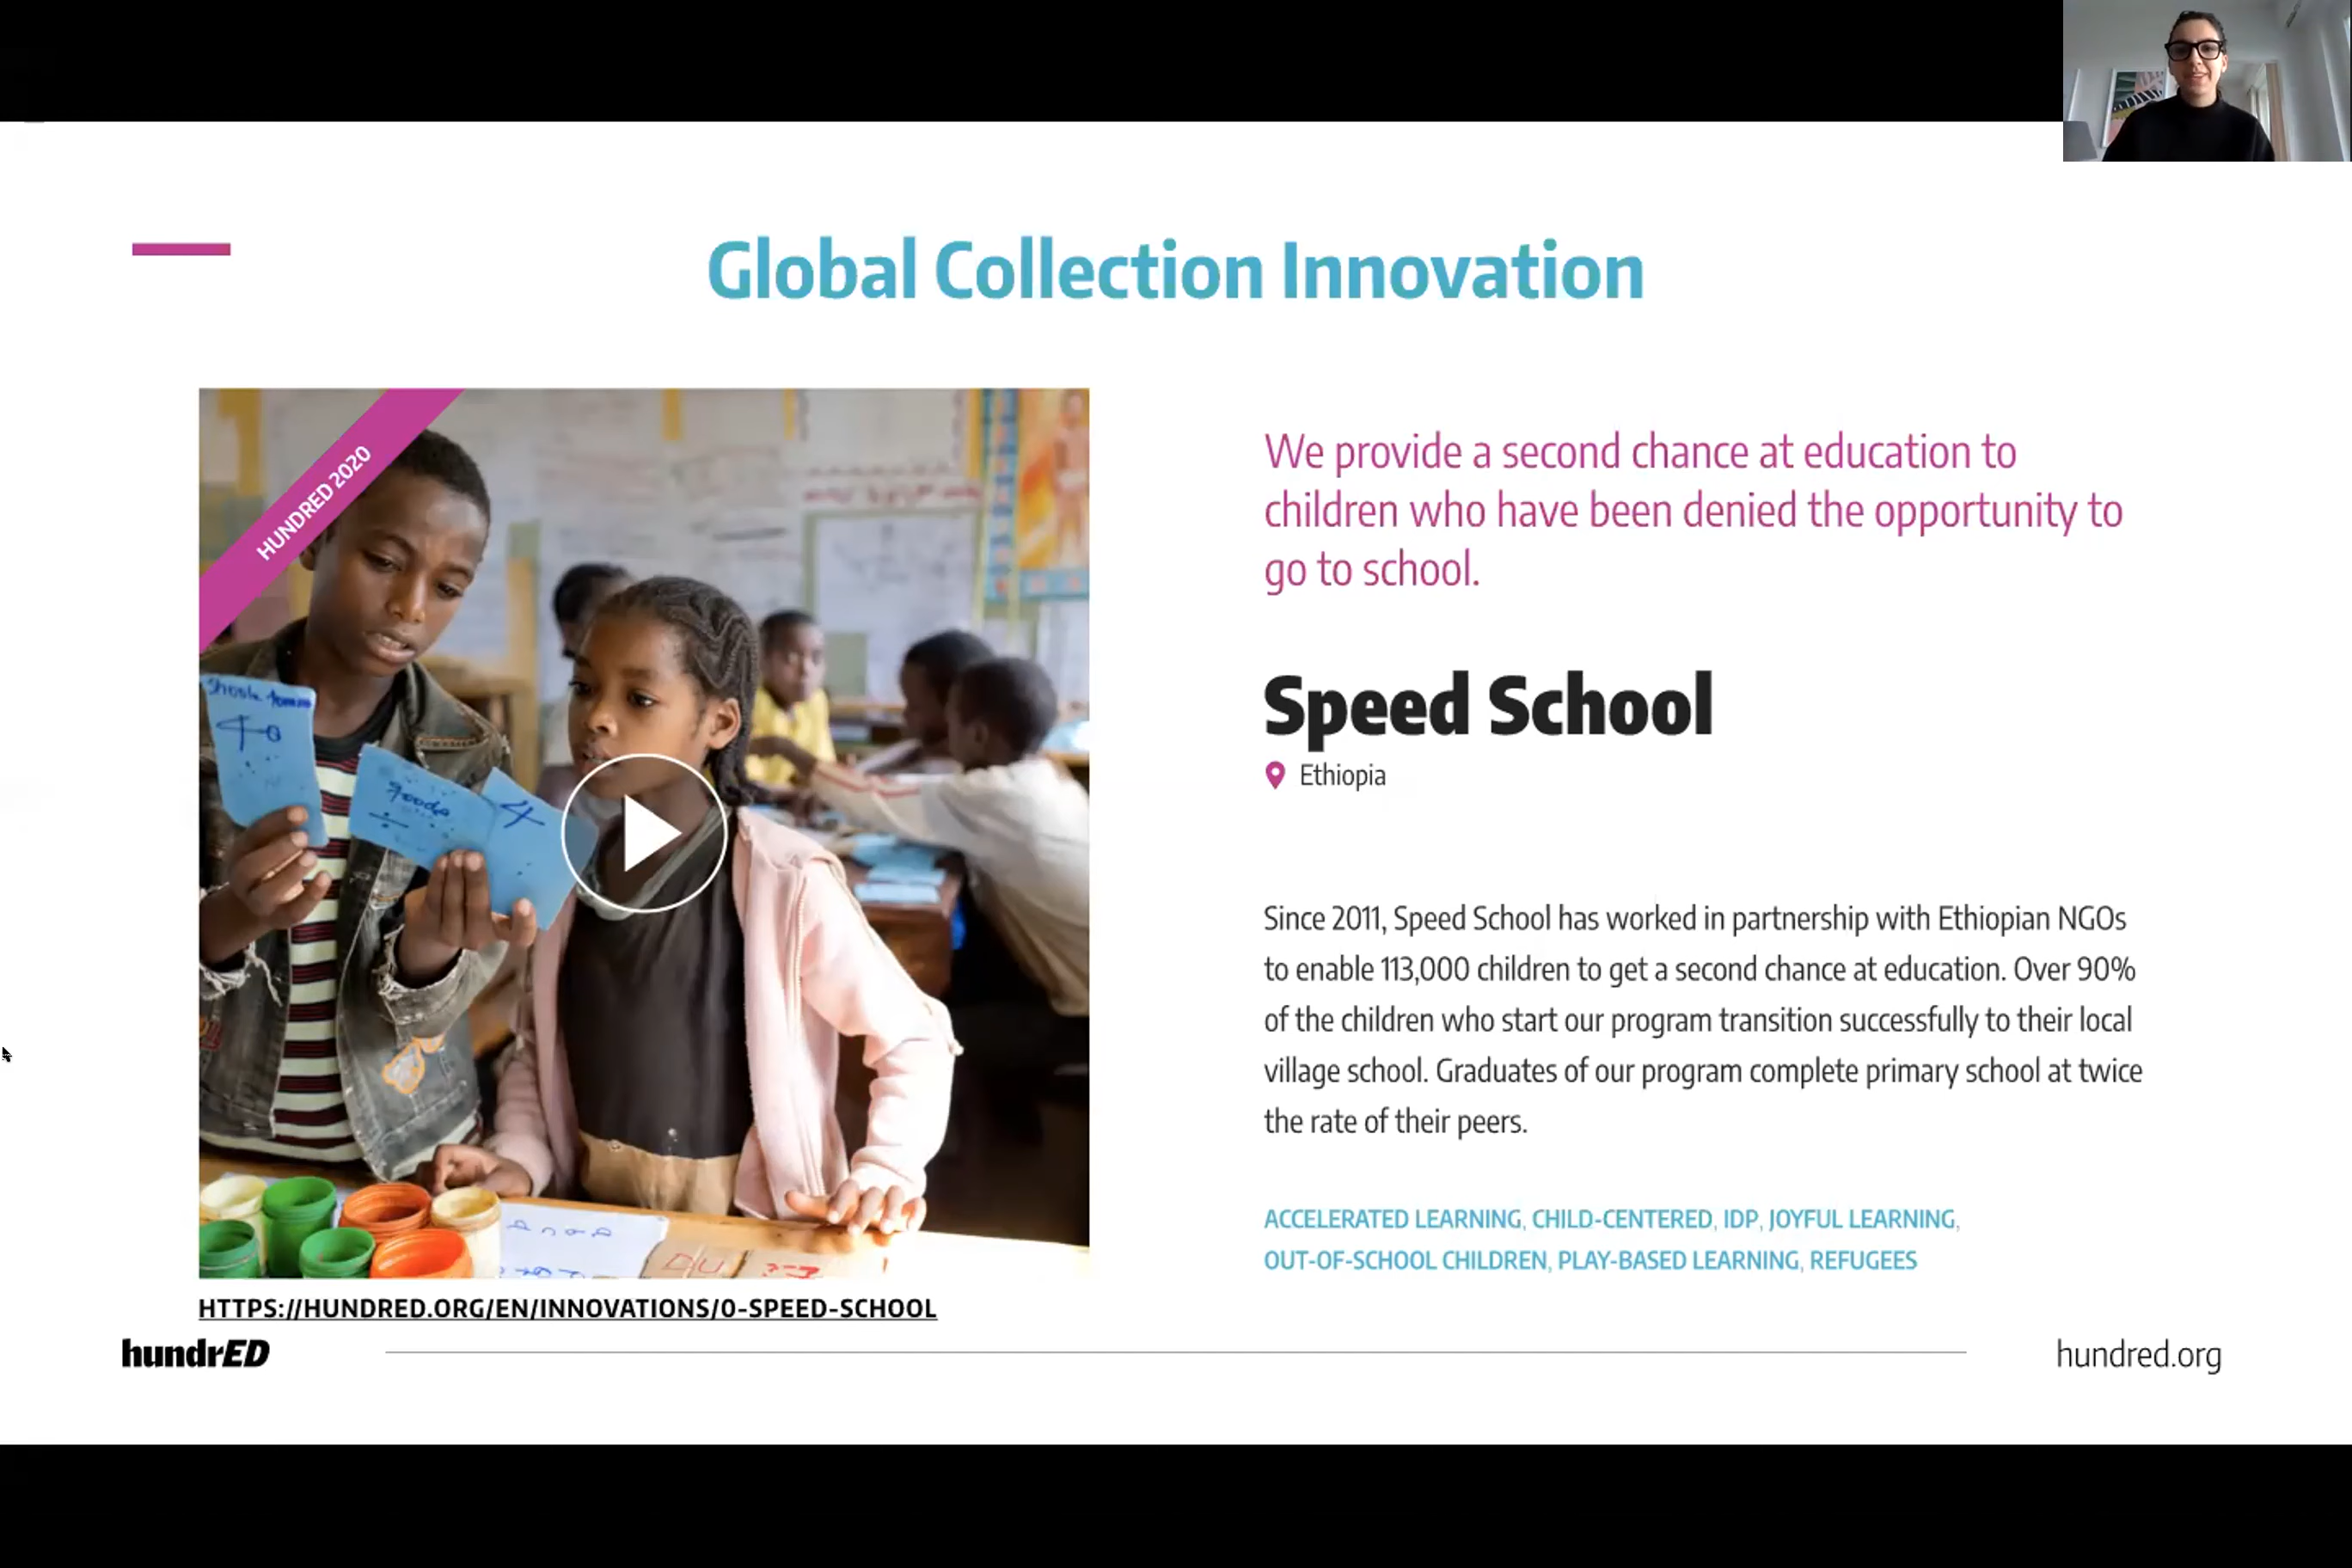 Global Collection Innovation
HUNDRED 2020
40
goods
÷
4
We provide a second chance at education to
children who have been denied the opportunity to
go to school.
Speed School
Ethiopia
Since 2011, Speed School has worked in partnership with Ethiopian NGOs
to enable 113,000 children to get a second chance at education. Over 90%
of the children who start our program transition successfully to their local
village school. Graduates of our program complete primary school at twice
the rate of their peers.
ACCELERATED LEARNING, CHILD-CENTERED, IDP, JOYFUL LEARNING,
OUT-OF-SCHOOL CHILDREN, PLAY-BASED LEARNING, REFUGEES
HTTPS://HUNDRED.ORG/EN/INNOVATIONS/0-SPEED-SCHOOL
hundrED
hundred.org